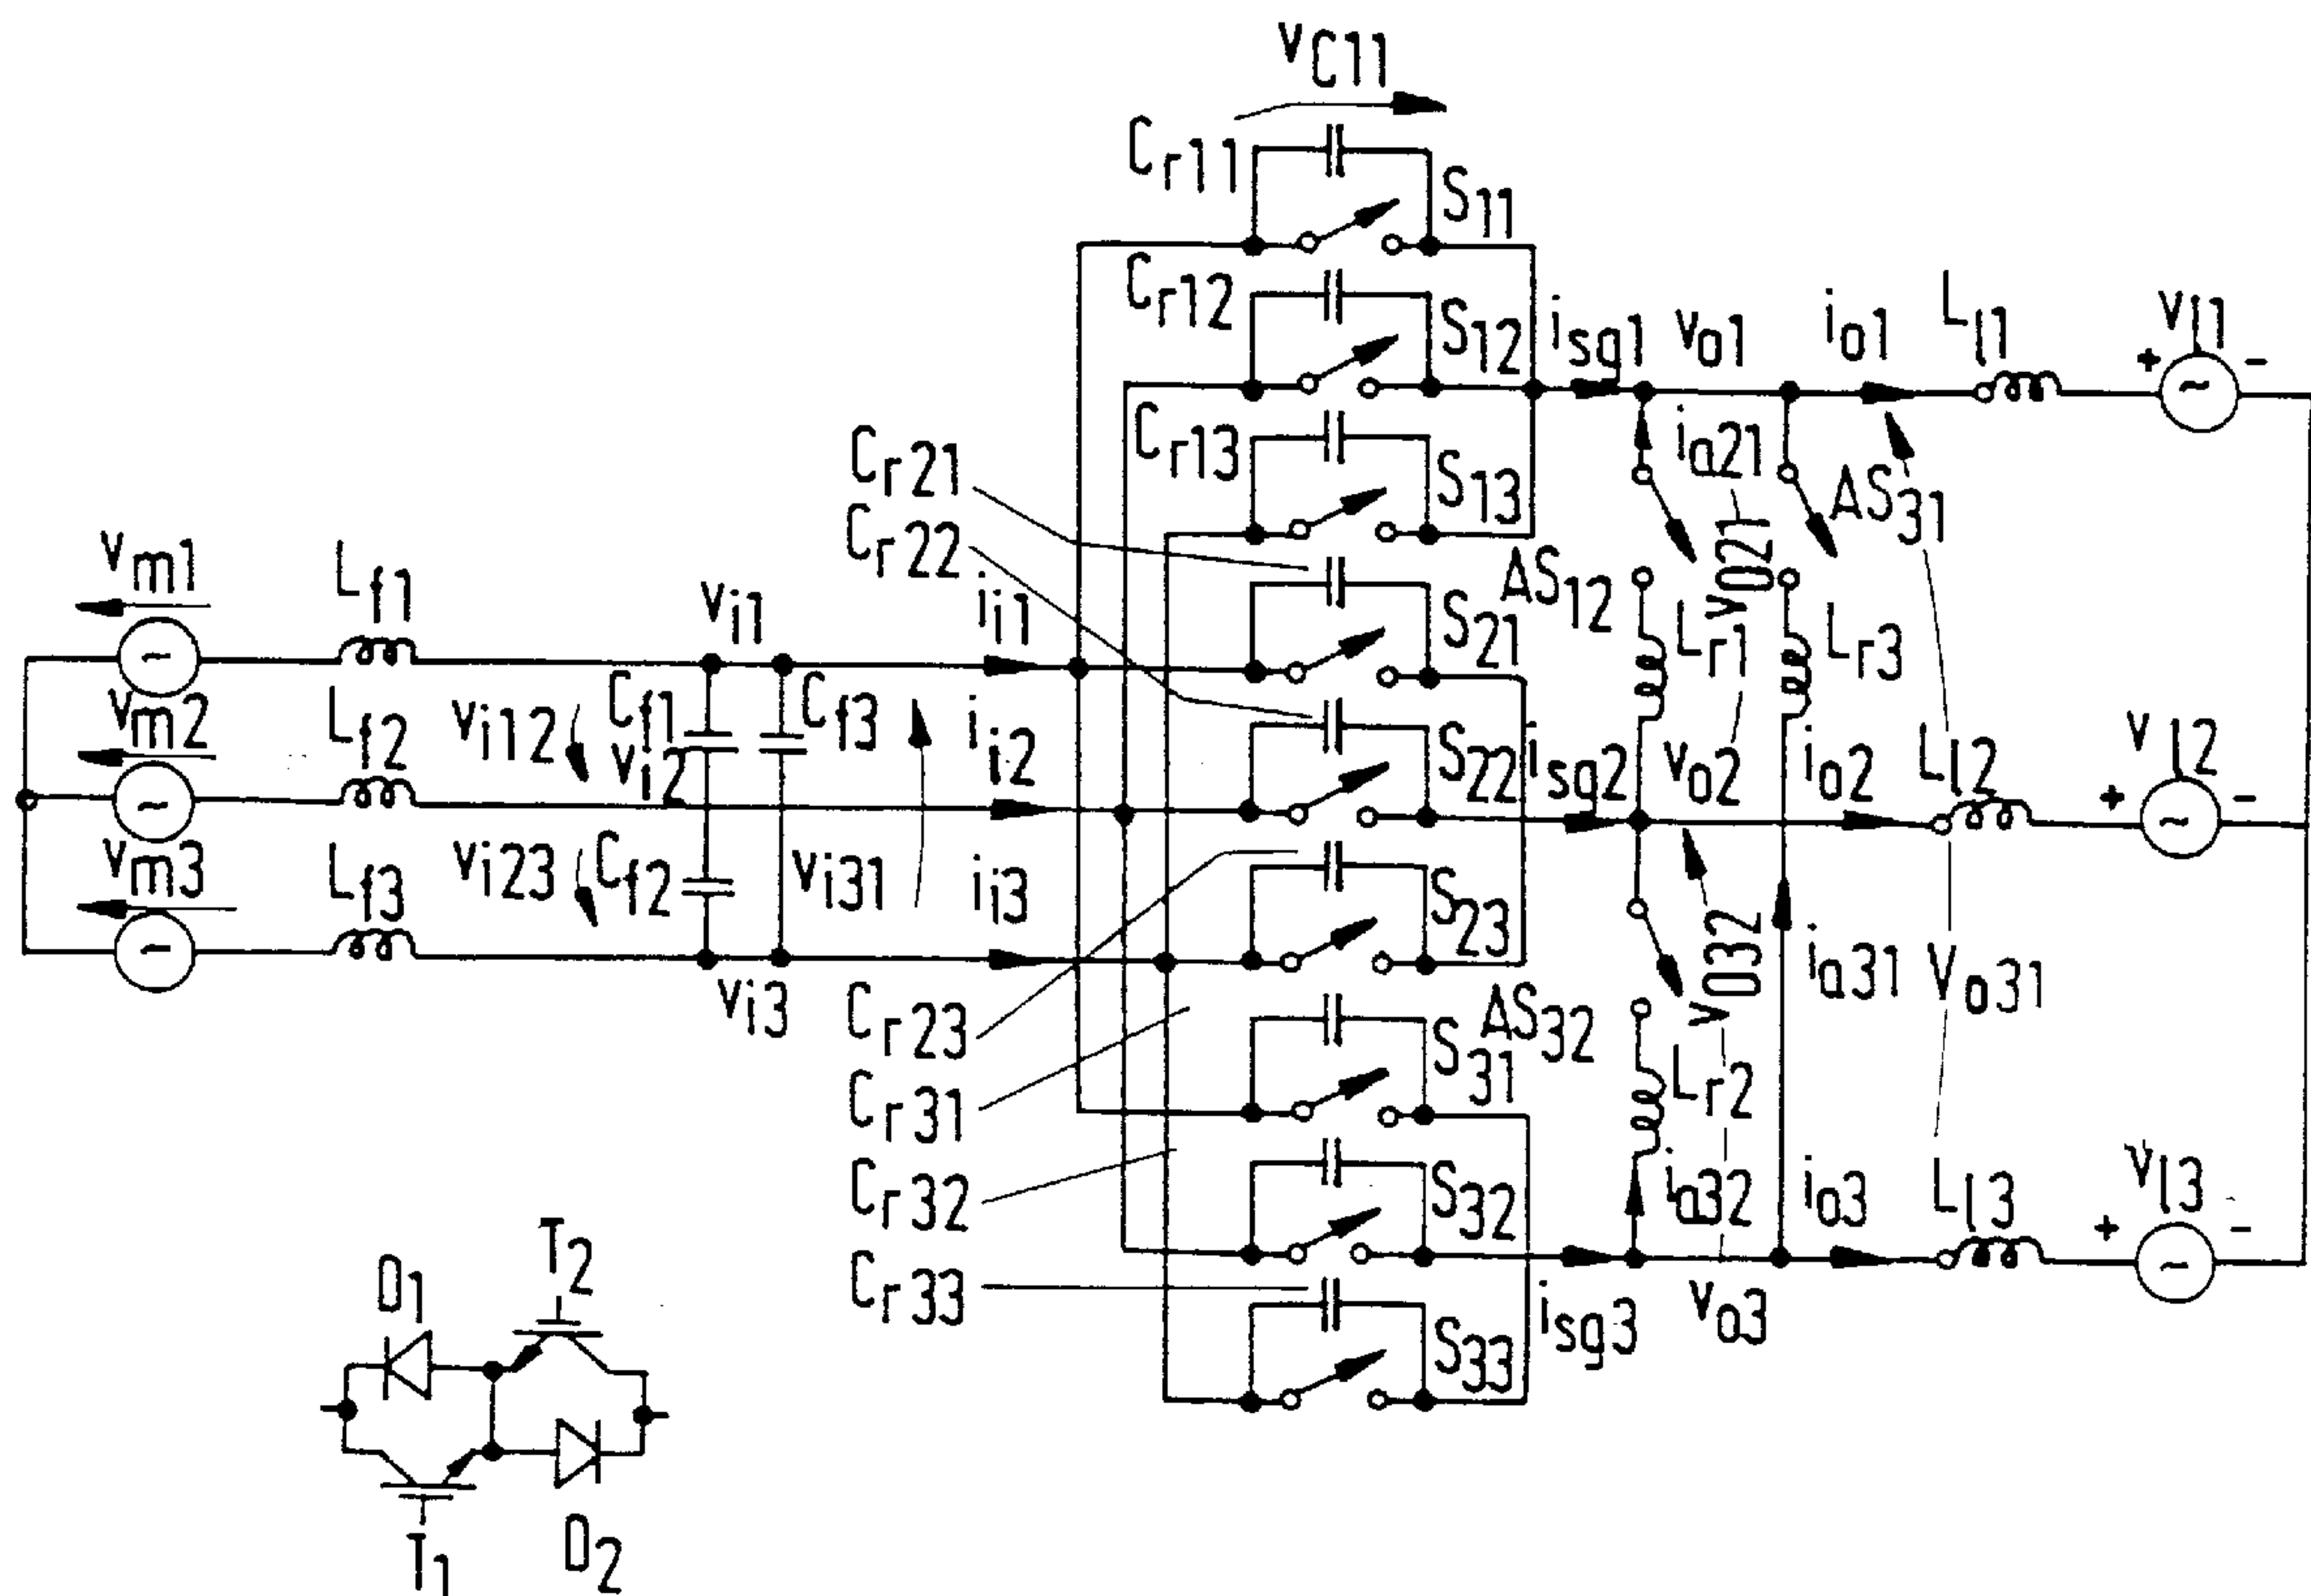 vC11
Cr11
S11
Cr12
S12
isg1
vo1
io1
Ll1
vl1
+
-
Cr13
S13
ia21
AS31
Cr21
Cr22
vm1
Lf1
vi1
ii1
S21
AS12
vO21
Lr1
Lr3
vm2
Lf2
vi12
Cf1
Cf3
vi2
ii2
S22
isg2
vo2
io2
Ll2
vl2
+
-
vm3
Lf3
vi23
Cf2
vi31
ii3
S23
vO32
ia31
Vo31
vi3
Cr23
AS32
S31
Lr2
Cr31
Cr32
S32
ia32
io3
Ll3
vl3
+
-
Cr33
S33
isg3
vo3
D1
T2
T1
D2
~
~
~
~
~
~